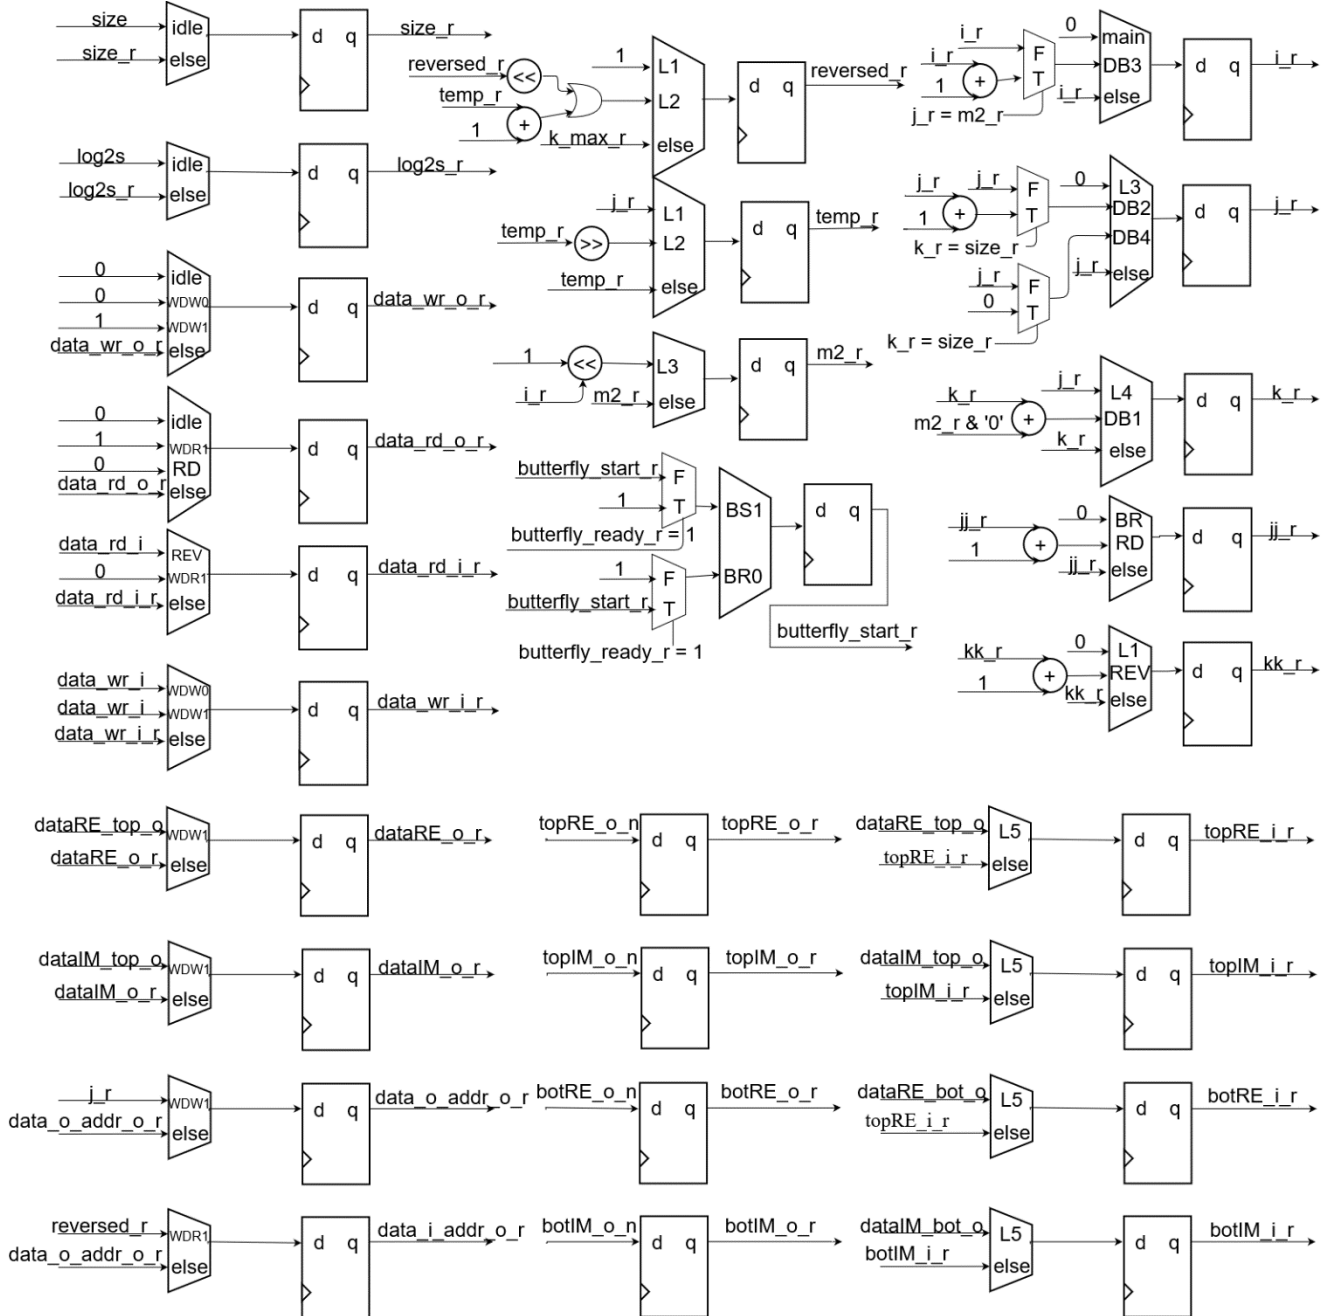 size
idle
size_r
else
d q
size_r
log2s
idle
log2s_r
else
d q
log2s_r
0
idle
0
WDW0
1
WDW1
data_wr_o_r
else
d q
data_wr_o_r
0
idle
1
WDR1
0
RD
data_rd_o_r
else
d q
data_rd_o_r
data_rd_i
REV
0
WDR1
data_rd_i_r
else
d q
data_rd_i_r
data_wr_i
WDW0
data_wr_i
WDW1
data_wr_i_r
else
d q
data_wr_i_r
1
L1
reversed_r
<<
temp_r
+
1
L2
k_max_r
else
d q
reversed_r
j_r
L1
temp_r
>>
L2
temp_r
else
d q
temp_r
1
<<
i_r
L3
m2_r
else
d q
m2_r
butterfly_start_r
F
1
T
butterfly_ready_r = 1
BS1
1
F
butterfly_start_r
T
butterfly_ready_r = 1
BR0
d q
butterfly_start_r
0
main
i_r
F
i_r
+
1
T
j_r = m2_r
DB3
i_r
else
d q
i_r
0
L3
j_r
F
j_r
+
1
T
k_r = size_r
DB2
j_r
F
0
T
k_r = size_r
DB4
j_r
else
d q
j_r
j_r
L4
k_r
+
m2_r & '0'
DB1
k_r
else
d q
k_r
0
BR
jj_r
+
1
RD
jj_r
else
d q
jj_r
0
L1
kk_r
+
1
REV
kk_r
else
d q
kk_r
dataRE_top_o
WDW1
dataRE_o_r
else
d q
dataRE_o_r
topRE_o_n
d q
topRE_o_r
dataRE_top_o
L5
topRE_i_r
else
d q
topRE_i_r
dataIM_top_o
WDW1
dataIM_o_r
else
d q
dataIM_o_r
topIM_o_n
d q
topIM_o_r
dataIM_top_o
L5
topIM_i_r
else
d q
topIM_i_r
j_r
WDW1
data_o_addr_o_r
else
d q
data_o_addr_o_r
botRE_o_n
d q
botRE_o_r
dataRE_bot_o
L5
topRE_i_r
else
d q
botRE_i_r
reversed_r
WDR1
data_o_addr_o_r
else
d q
data_i_addr_o_r
botIM_o_n
d q
botIM_o_r
dataIM_bot_o
L5
botIM_i_r
else
d q
botIM_i_r